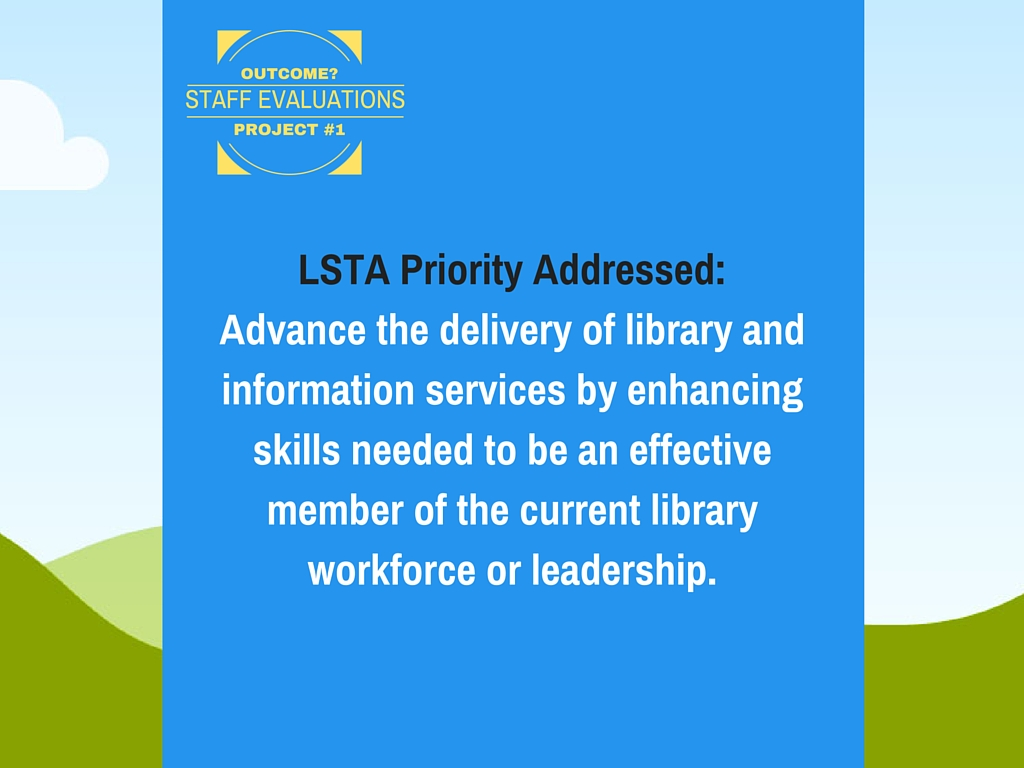 OUTCOME?
STAFF EVALUATIONS
PROJECT #1
LSTA Priority Addressed:
Advance the delivery of library and
information services by enhancing
skills needed to be an effective
member of the current library
workforce or leadership.